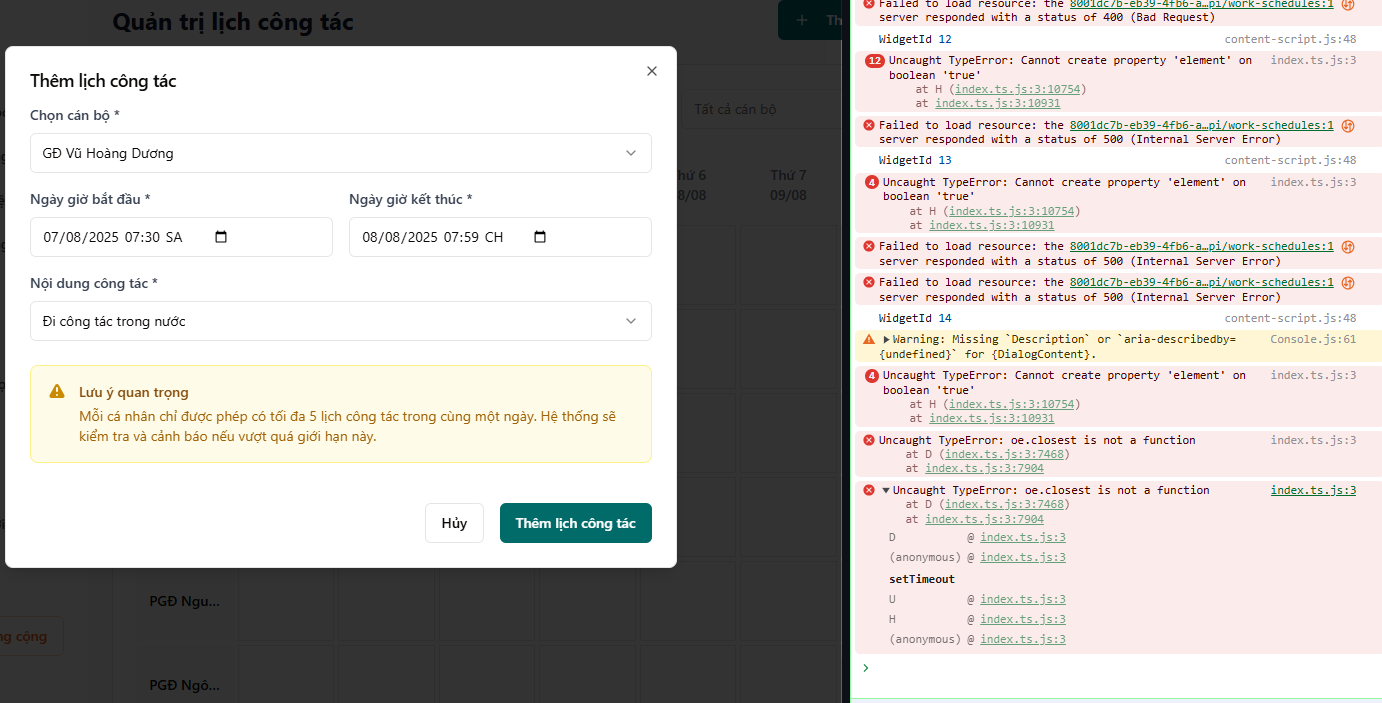 Quản trị lịch công tác
+ Th
Thêm lịch công tác
Chọn cán bộ *
GĐ Vũ Hoàng Dương
Ngày giờ bắt đầu *
Ngày giờ kết thúc *
07/08/2025 07:30 SA
08/08/2025 07:59 CH
Nội dung công tác *
Đi công tác trong nước
Lưu ý quan trọng
Mỗi cá nhân chỉ được phép có tối đa 5 lịch công tác trong cùng một ngày. Hệ thống sẽ
kiểm tra và cảnh báo nếu vượt quá giới hạn này.
Hủy
Thêm lịch công tác
Tất cả cán bộ
hứ 6
8/08
Thứ 7
09/08
PGĐ Ngu...
ng cộng
PGĐ Ngô...
Failed to load resource: the 8001dc7b-eb39-4fb6-a…pi/work-schedules:1
server responded with a status of 400 (Bad Request)
WidgetId 12 content-script.js:48
12 Uncaught TypeError: Cannot create property 'element' on index.ts.js:3
boolean 'true'
at H (index.ts.js:3:10754)
at index.ts.js:3:10931
Failed to load resource: the 8001dc7b-eb39-4fb6-a…pi/work-schedules:1
server responded with a status of 500 (Internal Server Error)
WidgetId 13 content-script.js:48
4 Uncaught TypeError: Cannot create property 'element' on index.ts.js:3
boolean 'true'
at H (index.ts.js:3:10754)
at index.ts.js:3:10931
Failed to load resource: the 8001dc7b-eb39-4fb6-a…pi/work-schedules:1
server responded with a status of 500 (Internal Server Error)
Failed to load resource: the 8001dc7b-eb39-4fb6-a…pi/work-schedules:1
server responded with a status of 500 (Internal Server Error)
WidgetId 14 content-script.js:48
Warning: Missing `Description` or `aria-describedby= Console.js:61
{undefined}` for {DialogContent}.
4 Uncaught TypeError: Cannot create property 'element' on index.ts.js:3
boolean 'true'
at H (index.ts.js:3:10754)
at index.ts.js:3:10931
Uncaught TypeError: oe.closest is not a function index.ts.js:3
at D (index.ts.js:3:7468)
at index.ts.js:3:7904
Uncaught TypeError: oe.closest is not a function index.ts.js:3
at D (index.ts.js:3:7468)
at index.ts.js:3:7904
D @ index.ts.js:3
(anonymous) @ index.ts.js:3
setTimeout
U @ index.ts.js:3
H @ index.ts.js:3
(anonymous) @ index.ts.js:3